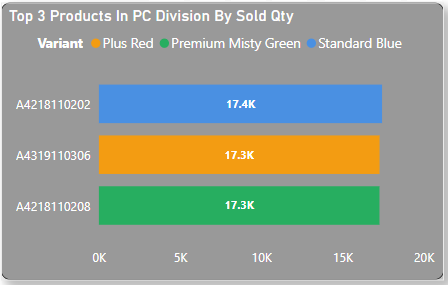 Top 3 Products In PC Division By Sold Qty
Variant Plus Red Premium Misty Green Standard Blue
A4218110202 17.4K
A4319110306 17.3K
A4218110208 17.3K
0K 5K 10K 15K 20K